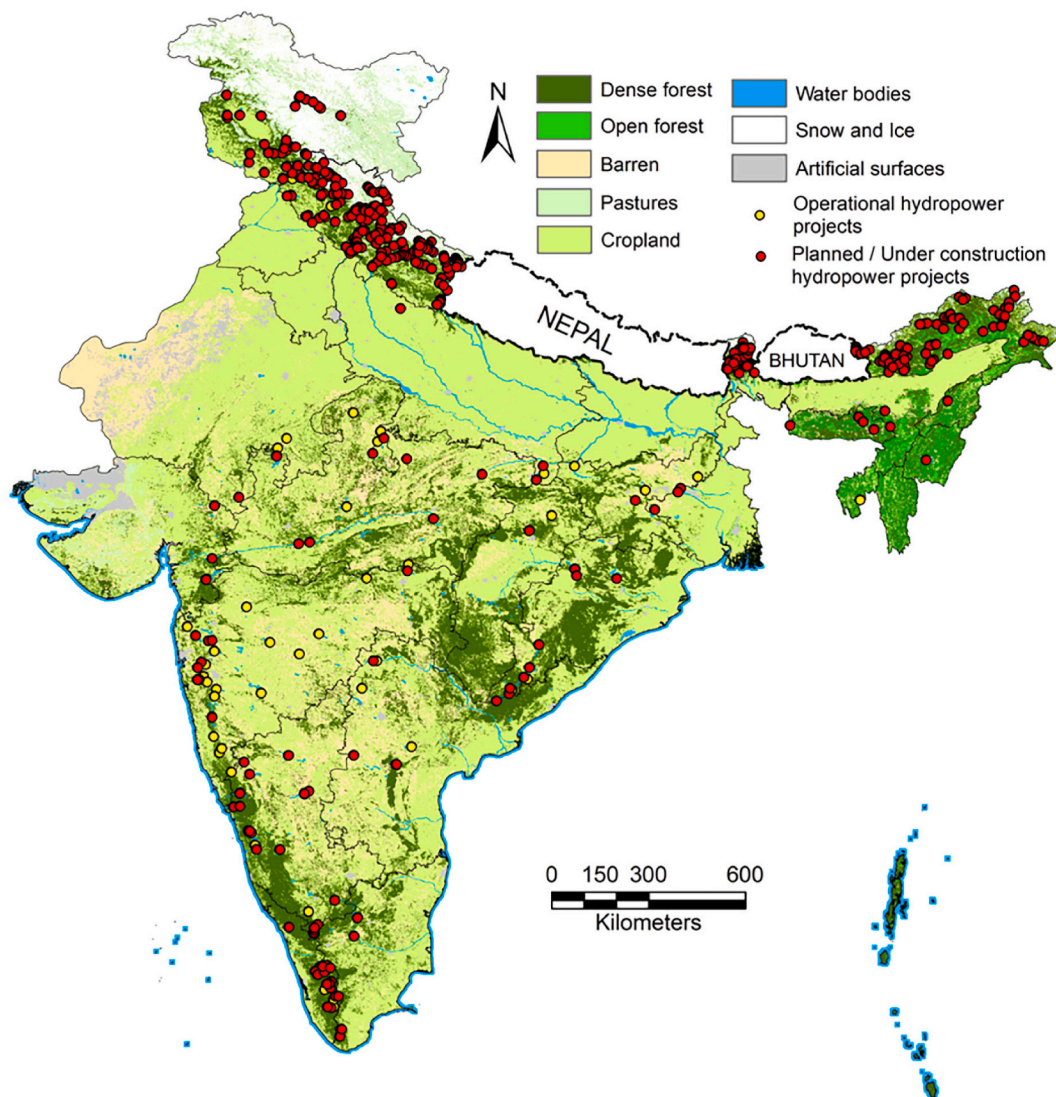 N
Dense forest
Open forest
Barren
Pastures
Cropland
Water bodies
Snow and Ice
Artificial surfaces
Operational hydropower
projects
Planned / Under construction
hydropower projects
NEPAL
BHUTAN
0 150 300 600
Kilometers